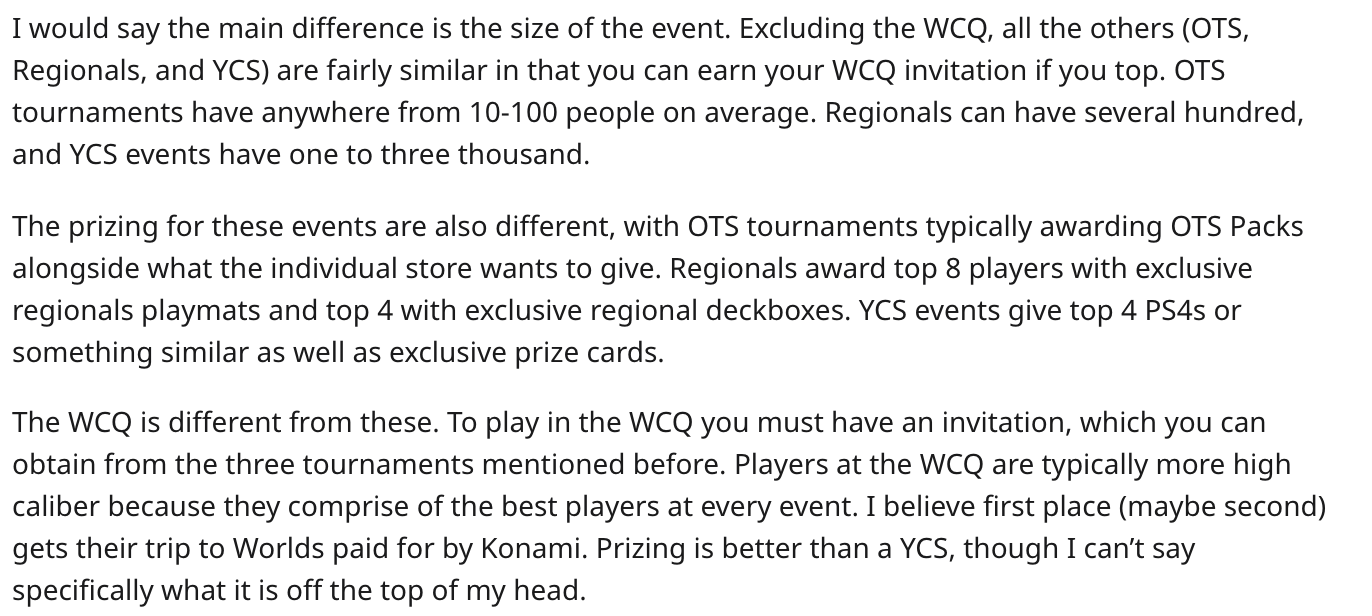 I would say the main difference is the size of the event. Excluding the WCQ, all the others (OTS,
Regionals, and YCS) are fairly similar in that you can earn your WCQ invitation if you top. OTS
tournaments have anywhere from 10-100 people on average. Regionals can have several hundred,
and YCS events have one to three thousand.
The prizing for these events are also different, with OTS tournaments typically awarding OTS Packs
alongside what the individual store wants to give. Regionals award top 8 players with exclusive
regionals playmats and top 4 with exclusive regional deckboxes. YCS events give top 4 PS4s or
something similar as well as exclusive prize cards.
The WCQ is different from these. To play in the WCQ you must have an invitation, which you can
obtain from the three tournaments mentioned before. Players at the WCQ are typically more high
caliber because they comprise of the best players at every event. I believe first place (maybe second)
gets their trip to Worlds paid for by Konami. Prizing is better than a YCS, though I can’t say
specifically what it is off the top of my head.